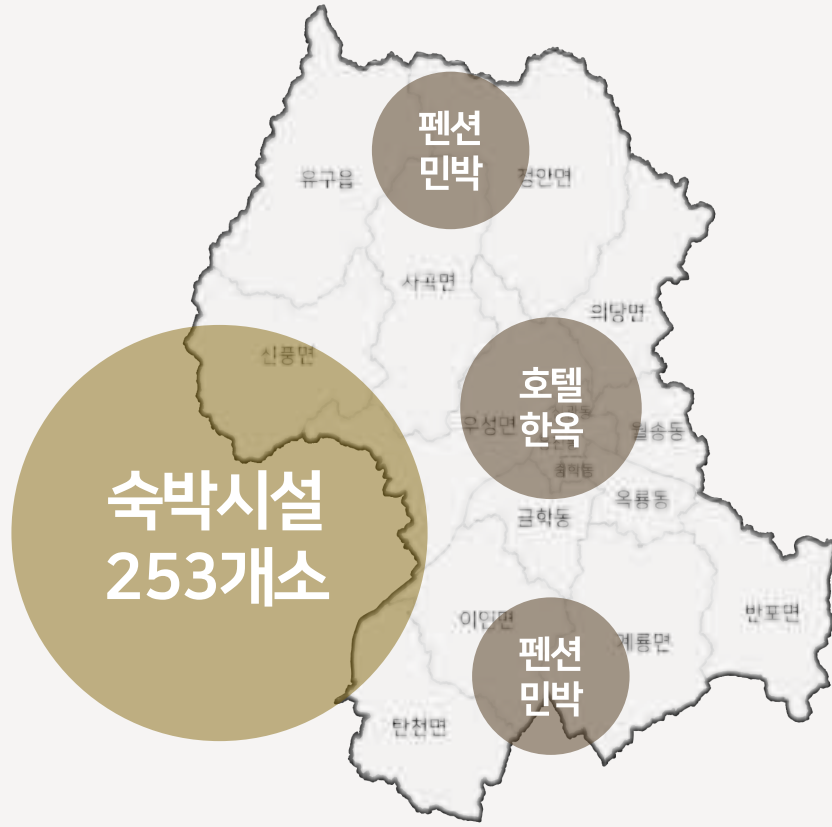 펜션
민박
유구읍
정안면
사곡면
의당면
신풍면
호텔
한옥
우성면
월송동
숙박시설
253개소
옥룡동
금학동
이인면
펜션
민박
계룡면
반포면
탄천면